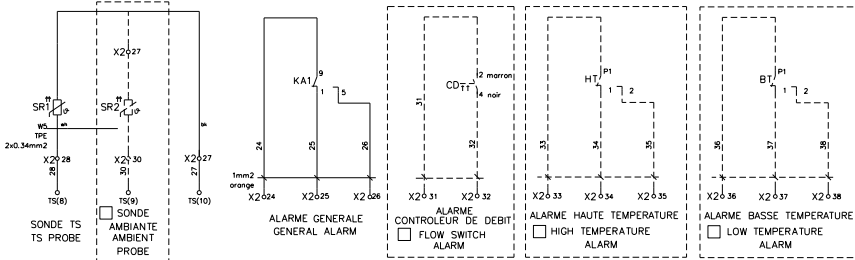 X2 27
SR1
SR2
W5
wh
TPE
2x0.34mm2
X2 28
X2 30
X2 27
bk
28
30
27
TS(8)
TS(9)
TS(10)
SONDE TS
TS PROBE
SONDE
AMBIANTE
AMBIENT
PROBE
KA1
9
1
5
24
25
26
1mm2
orange
X2 24
X2 25
X2 26
ALARME GENERALE
GENERAL ALARM
CD
2 marron
4 noir
31
32
X2 31
X2 32
ALARME
CONTROLEUR DE DEBIT
FLOW SWITCH
ALARM
HT
P1
1
2
33
34
35
X2 33
X2 34
X2 35
ALARME HAUTE TEMPERATURE
HIGH TEMPERATURE
ALARM
BT
P1
1
2
36
37
38
X2 36
X2 37
X2 38
ALARME BASSE TEMPERATURE
LOW TEMPERATURE
ALARM